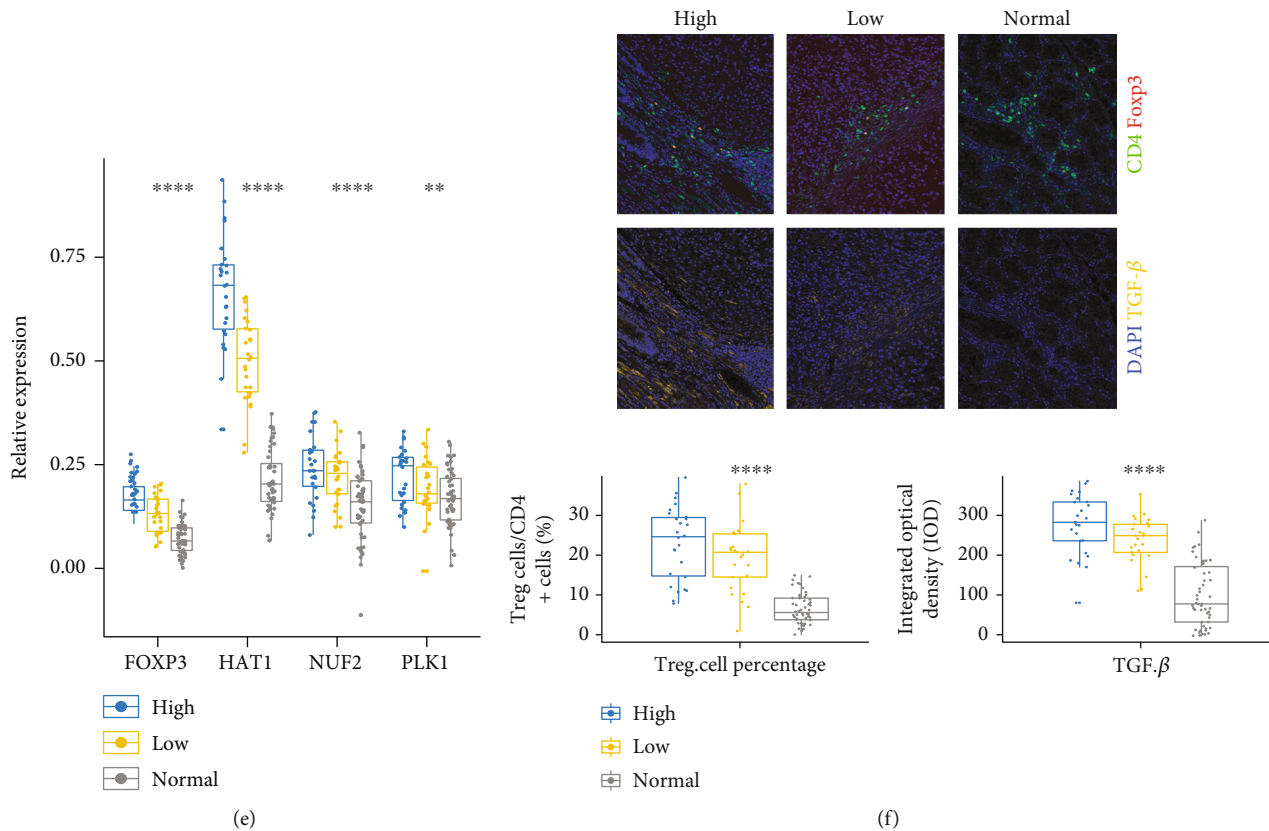 High
Low
Normal
CD4 Foxp3
DAPI TGF-β
Relative expression
0.75
0.50
0.25
0.00
****
****
****
**
FOXP3
HAT1
NUF2
PLK1
High
Low
Normal
(e)
Treg cells/CD4
+ cells (%)
30
20
10
0
****
Treg.cell percentage
Integrated optical
density (IOD)
300
200
100
0
****
TGF.β
High
Low
Normal
(f)